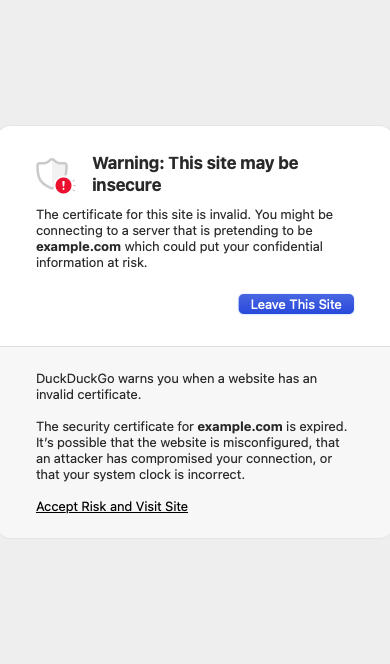 Warning: This site may be
insecure
The certificate for this site is invalid. You might be
connecting to a server that is pretending to be
example.com which could put your confidential
information at risk.
Leave This Site
DuckDuckGo warns you when a website has an
invalid certificate.
The security certificate for example.com is expired.
It’s possible that the website is misconfigured, that
an attacker has compromised your connection, or
that your system clock is incorrect.
Accept Risk and Visit Site